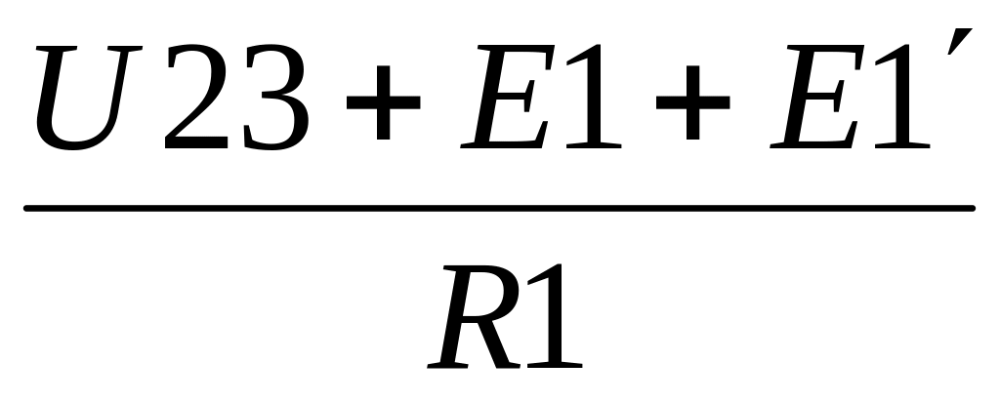 U23 + E1 + E1′
R1